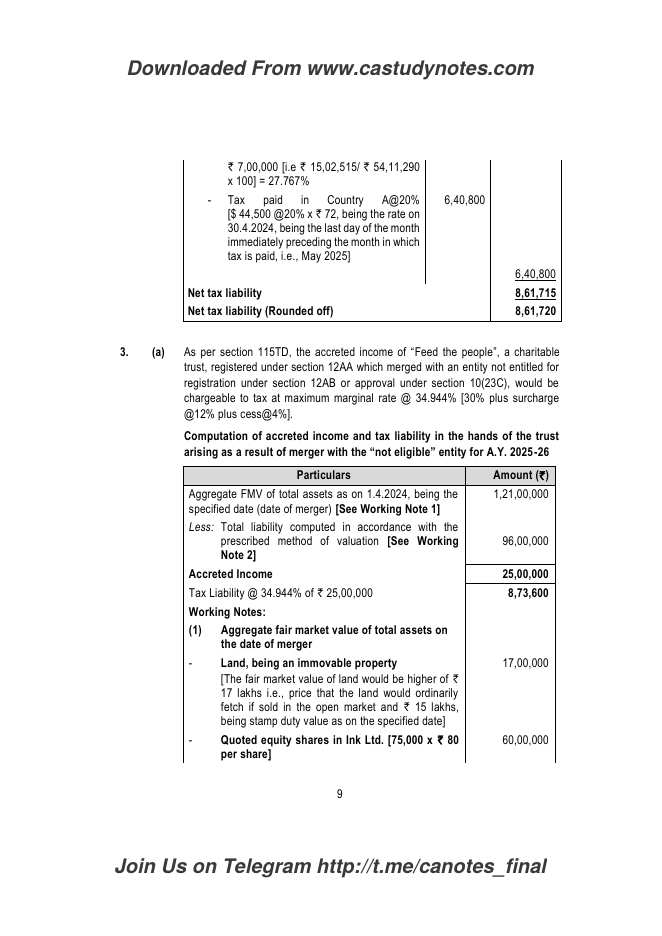 Downloaded From www.castudynotes.com
₹ 7,00,000 [i.e ₹ 15,02,515/ ₹ 54,11,290
x 100] = 27.767%
- Tax paid in Country A@20% 6,40,800
[$ 44,500 @20% x ₹ 72, being the rate on
30.4.2024, being the last day of the month
immediately preceding the month in which
tax is paid, i.e., May 2025]
6,40,800
Net tax liability 8,61,715
Net tax liability (Rounded off) 8,61,720
3. (a) As per section 115TD, the accreted income of “Feed the people”, a charitable
trust, registered under section 12AA which merged with an entity not entitled for
registration under section 12AB or approval under section 10(23C), would be
chargeable to tax at maximum marginal rate @ 34.944% [30% plus surcharge
@12% plus cess@4%].
Computation of accreted income and tax liability in the hands of the trust
arising as a result of merger with the “not eligible” entity for A.Y. 2025-26
Particulars Amount (₹)
Aggregate FMV of total assets as on 1.4.2024, being the 1,21,00,000
specified date (date of merger) [See Working Note 1]
Less: Total liability computed in accordance with the
prescribed method of valuation [See Working 96,00,000
Note 2]
Accreted Income 25,00,000
Tax Liability @ 34.944% of ₹ 25,00,000 8,73,600
Working Notes:
(1) Aggregate fair market value of total assets on
the date of merger
- Land, being an immovable property 17,00,000
[The fair market value of land would be higher of ₹
17 lakhs i.e., price that the land would ordinarily
fetch if sold in the open market and ₹ 15 lakhs,
being stamp duty value as on the specified date]
- Quoted equity shares in Ink Ltd. [75,000 x ₹ 80 60,00,000
per share]
9
Join Us on Telegram http://t.me/canotes_final